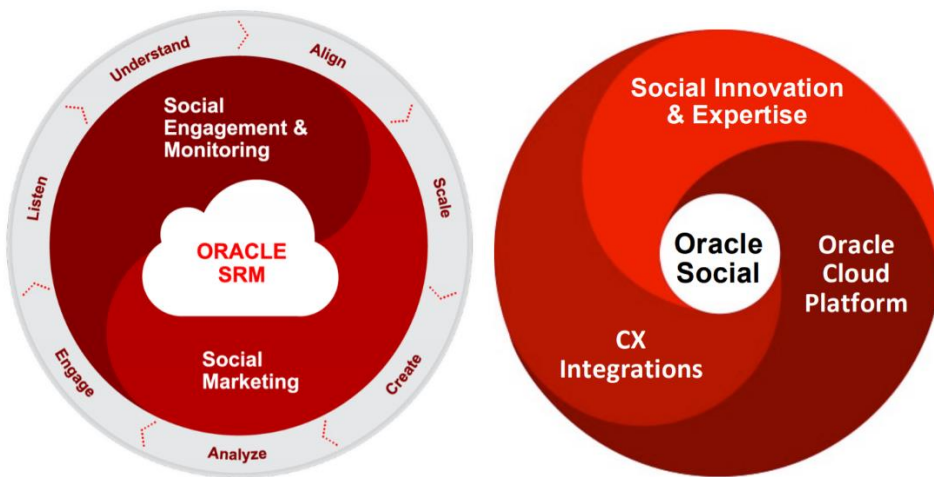 Understand
Align
Scale
Create
Analyze
Engage
Listen
Social
Engagement &
Monitoring
ORACLE
SRM
Social
Marketing
Social Innovation
& Expertise
Oracle
Social
Oracle
Cloud
Platform
CX
Integrations